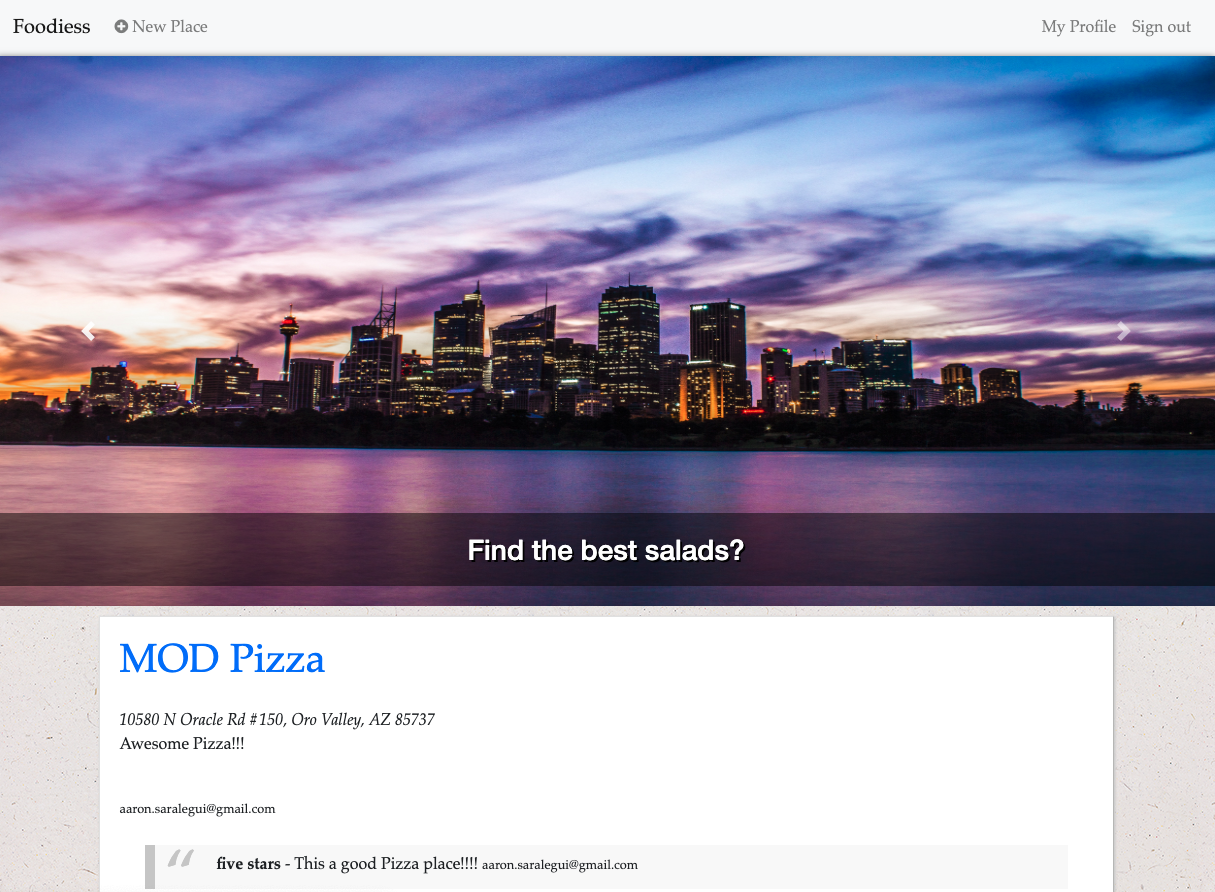 Foodiess New Place My Profile Sign out
Find the best salads?
MOD Pizza
10580 N Oracle Rd #150, Oro Valley, AZ 85737
Awesome Pizza!!!
aaron.saralegui@gmail.com
“ five stars - This a good Pizza place!!!! aaron.saralegui@gmail.com